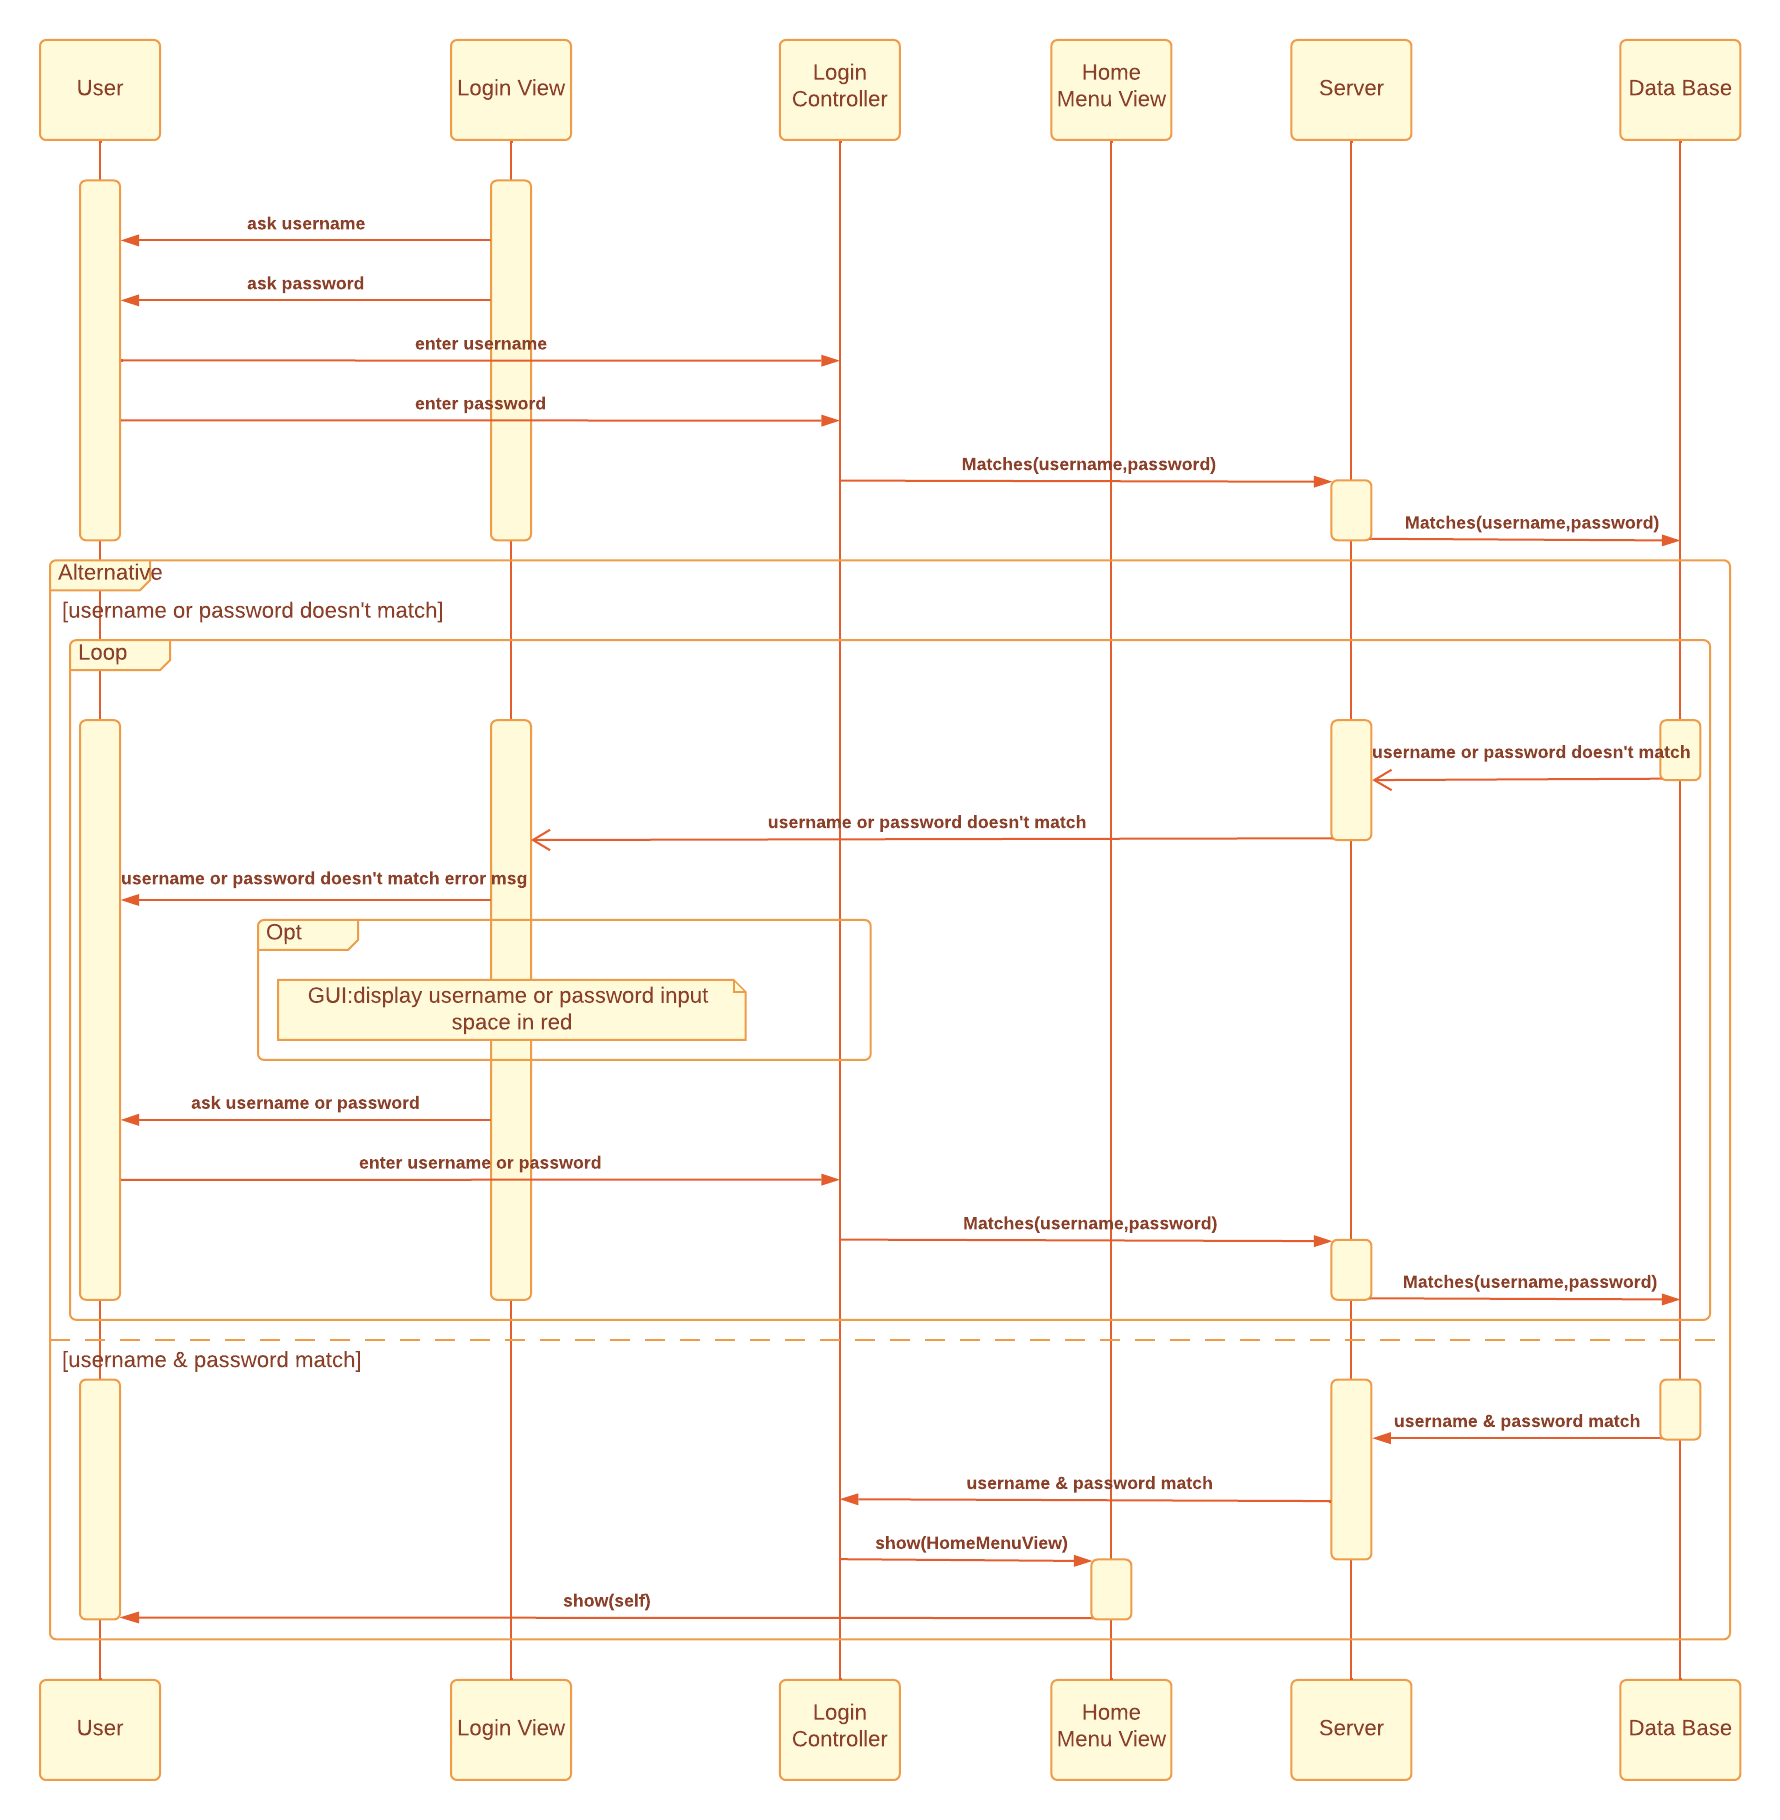 User
Login View
Login
Controller
Home
Menu View
Server
Data Base
ask username
ask password
enter username
enter password
Matches(username,password)
Matches(username,password)
Alternative
[username or password doesn't match]
Loop
username or password doesn't match
username or password doesn't match
username or password doesn't match error msg
Opt
GUI:display username or password input
space in red
ask username or password
enter username or password
Matches(username,password)
Matches(username,password)
[username & password match]
username & password match
username & password match
show(HomeMenuView)
show(self)
User
Login View
Login
Controller
Home
Menu View
Server
Data Base